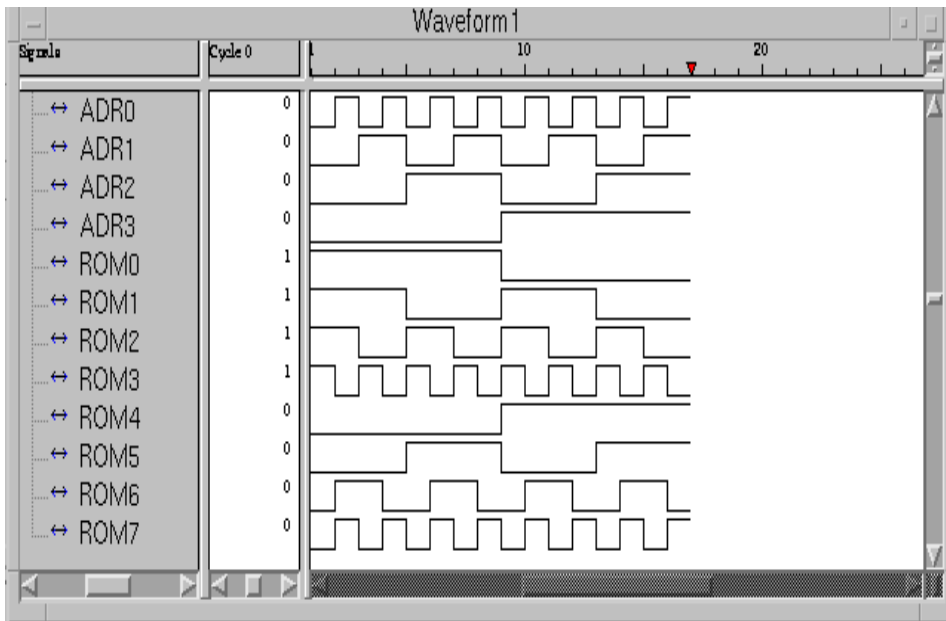 Waveform1
Signals Cycle 0 1 10 20
ADR0 0
ADR1 0
ADR2 0
ADR3 0
ROM0 1
ROM1 1
ROM2 1
ROM3 1
ROM4 0
ROM5 0
ROM6 0
ROM7 0